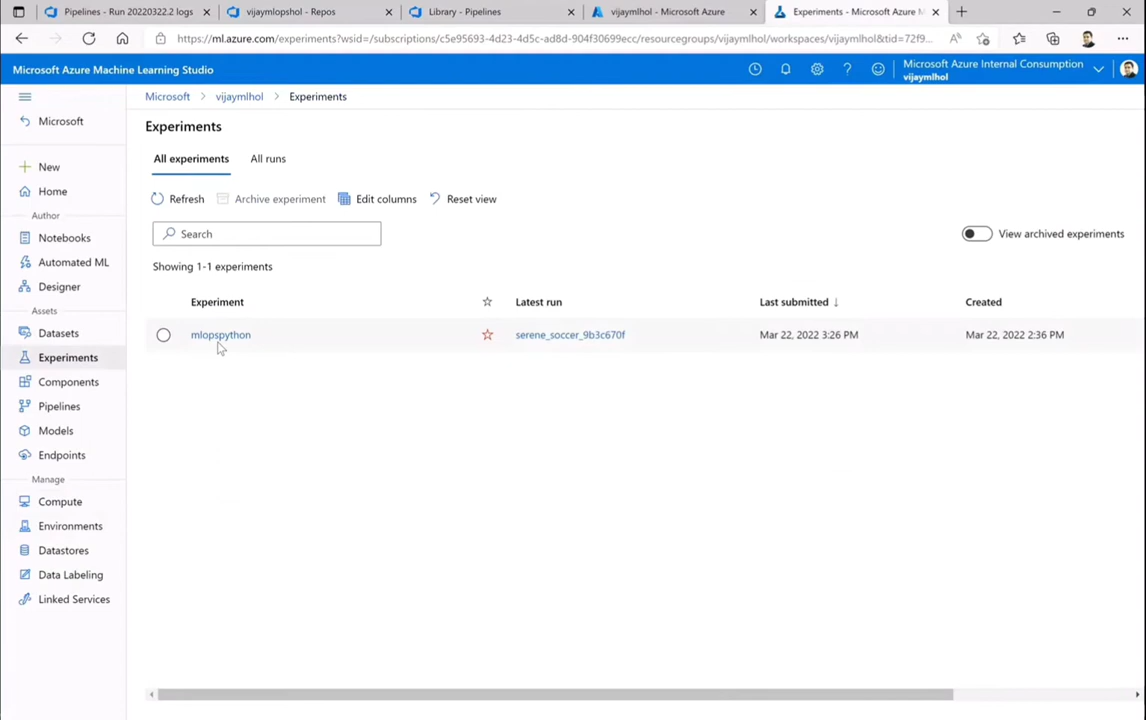 Pipelines - Run 20220322.2 logs
vijaymlopshol - Repos
Library - Pipelines
vijaymlhol - Microsoft Azure
Experiments - Microsoft Azure M
https://ml.azure.com/experiments?wsid=/subscriptions/c5e95693-4d23-4d5c-ad8d-904f30699ecc/resourcegroups/vijaymlhol/workspaces/vijaymlhol&tid=72f9...
Microsoft Azure Machine Learning Studio
Microsoft Azure Internal Consumption
vijaymlhol
Microsoft > vijaymlhol > Experiments
Microsoft
New
Home
Author
Notebooks
Automated ML
Designer
Assets
Datasets
Experiments
Components
Pipelines
Models
Endpoints
Manage
Compute
Environments
Datastores
Data Labeling
Linked Services
Experiments
All experiments All runs
Refresh Archive experiment Edit columns Reset view
Search
View archived experiments
Showing 1-1 experiments
Experiment Latest run Last submitted ↓ Created
mlopspython serene_soccer_9b3c670f Mar 22, 2022 3:26 PM Mar 22, 2022 2:36 PM